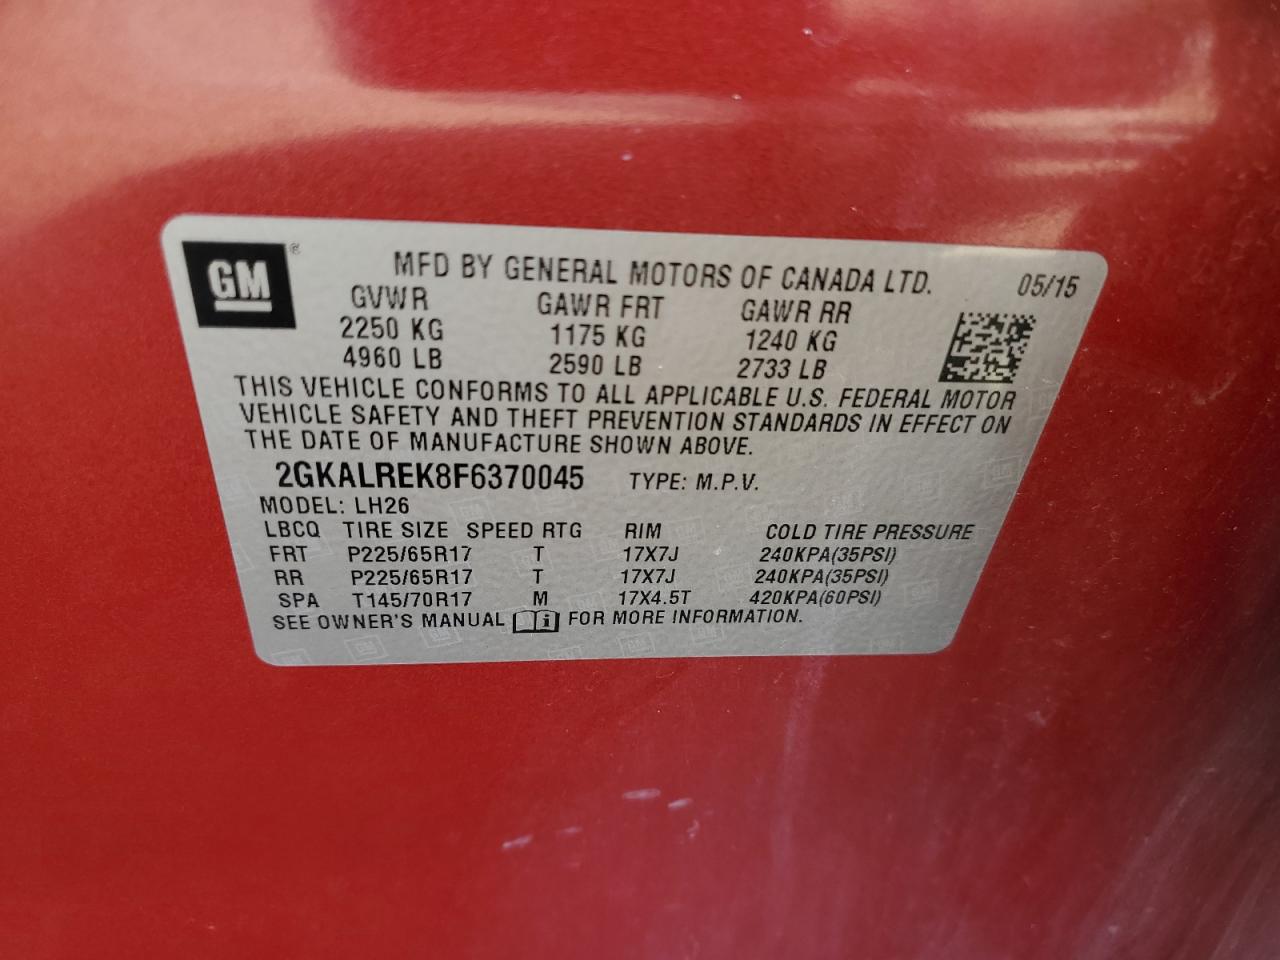 GM ®
MFD BY GENERAL MOTORS OF CANADA LTD. 05/15
GVWR GAWR FRT GAWR RR
2250 KG 1175 KG 1240 KG
4960 LB 2590 LB 2733 LB
THIS VEHICLE CONFORMS TO ALL APPLICABLE U.S. FEDERAL MOTOR
VEHICLE SAFETY AND THEFT PREVENTION STANDARDS IN EFFECT ON
THE DATE OF MANUFACTURE SHOWN ABOVE.
2GKALREK8F6370045 TYPE: M.P.V.
MODEL: LH26
LBCQ TIRE SIZE SPEED RTG RIM COLD TIRE PRESSURE
FRT P225/65R17 T 17X7J 240KPA(35PSI)
RR P225/65R17 T 17X7J 240KPA(35PSI)
SPA T145/70R17 M 17X4.5T 420KPA(60PSI)
SEE OWNER'S MANUAL i FOR MORE INFORMATION.